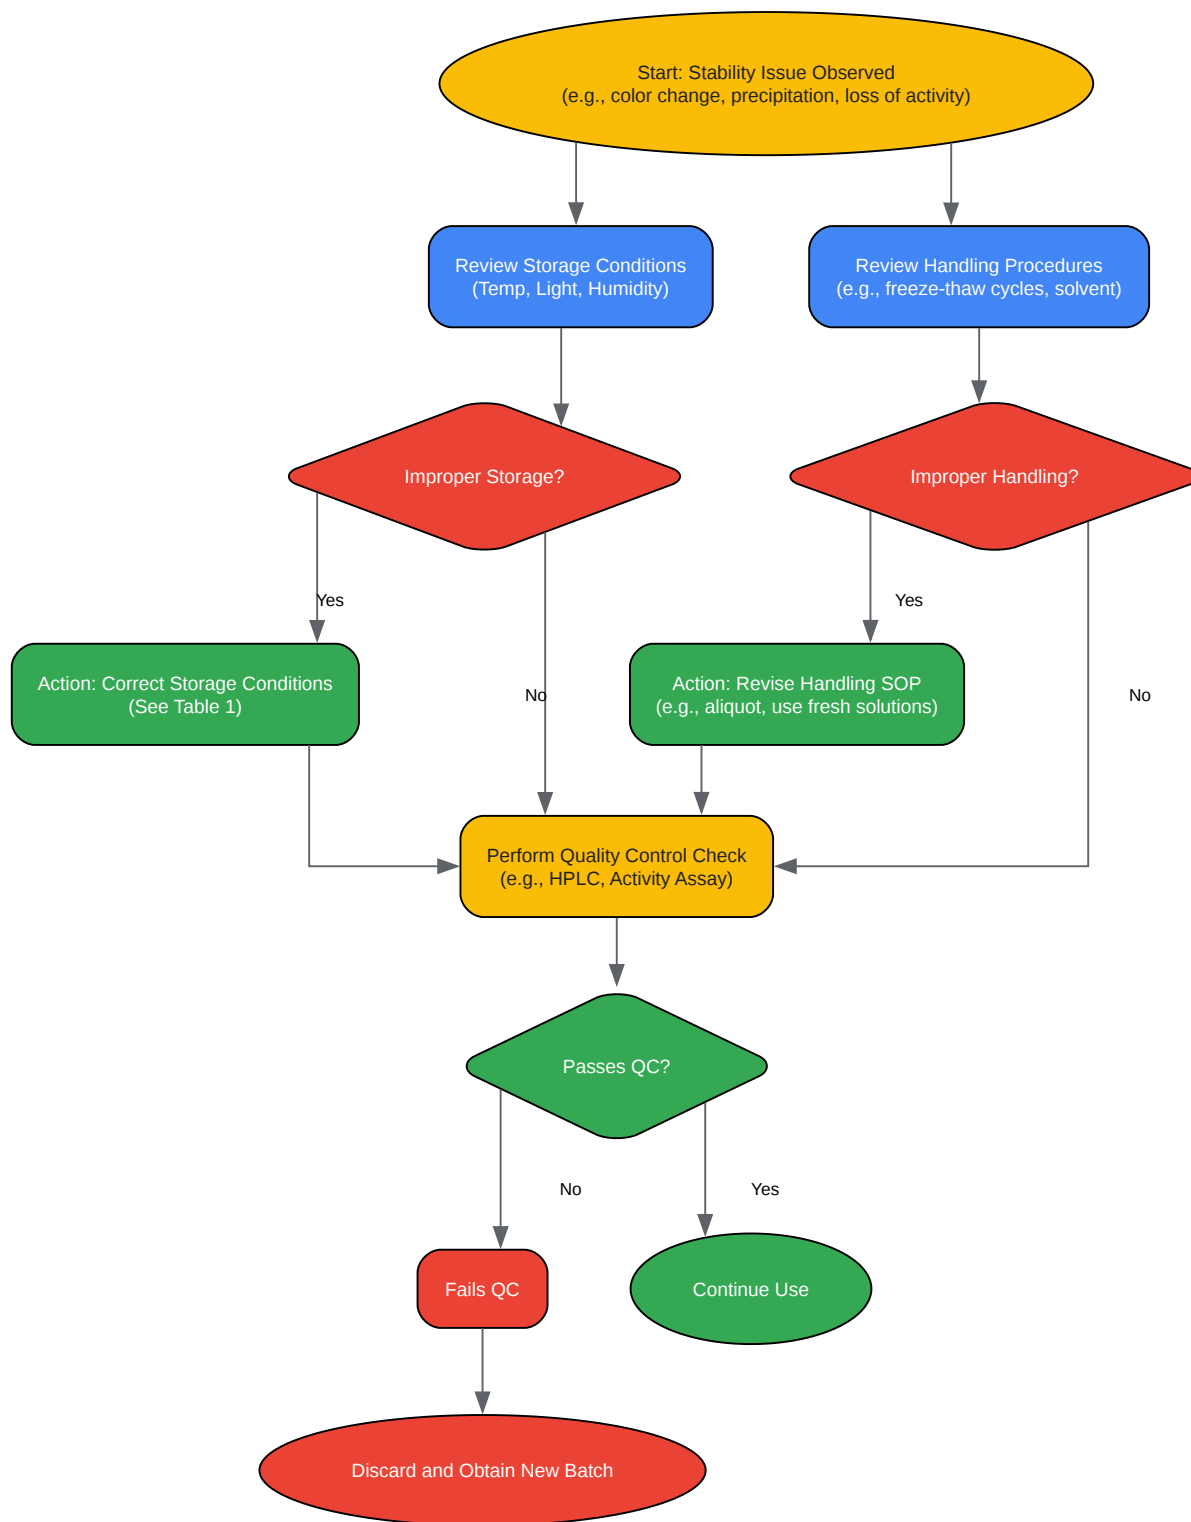 Start: Stability Issue Observed
(e.g., color change, precipitation, loss of activity)
Review Storage Conditions
(Temp, Light, Humidity)
Review Handling Procedures
(e.g., freeze-thaw cycles, solvent)
Improper Storage?
Improper Handling?
Yes
Yes
Action: Correct Storage Conditions
(See Table 1)
No
Action: Revise Handling SOP
(e.g., aliquot, use fresh solutions)
No
Perform Quality Control Check
(e.g., HPLC, Activity Assay)
Passes QC?
No
Yes
Fails QC
Continue Use
Discard and Obtain New Batch